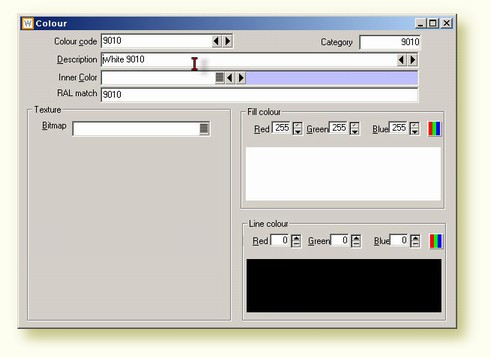 Colour
Colour code 9010 Category 9010
Description White 9010
Inner Color
RAL match 9010
Texture Fill colour
Bitmap Red 255 Green 255 Blue 255
Line colour
Red 0 Green 0 Blue 0